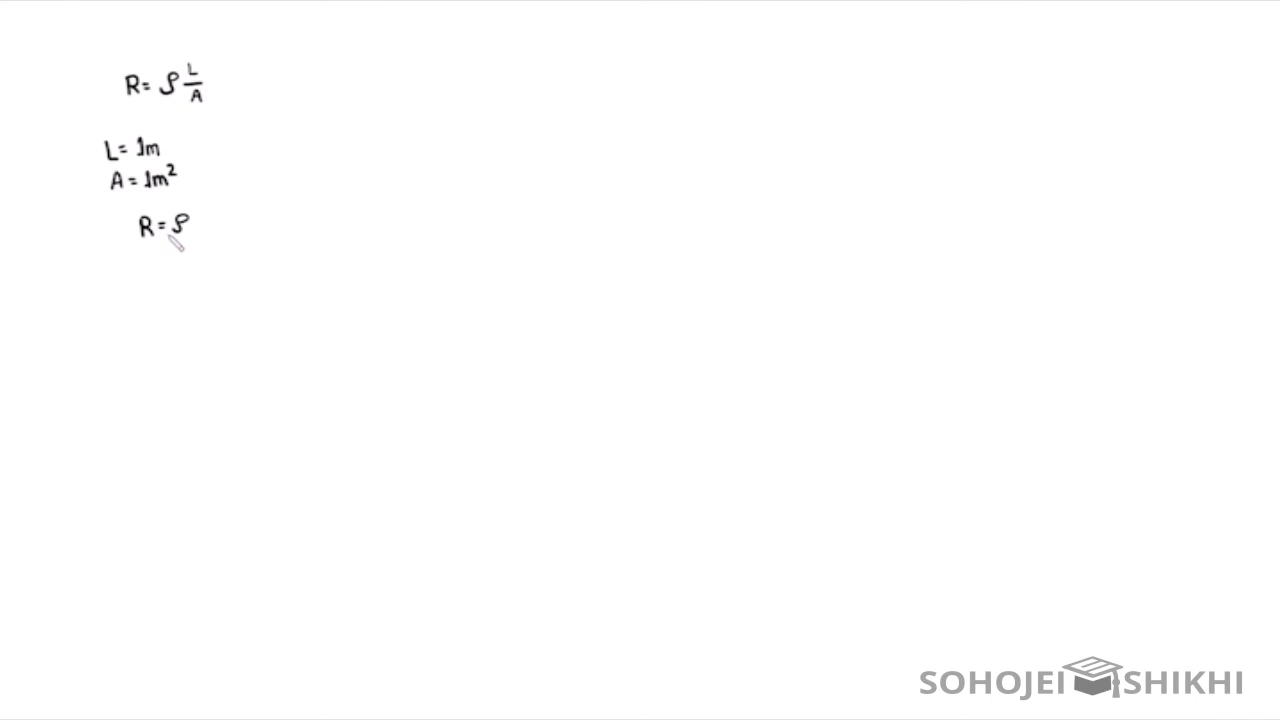 R = ρ L/A
L = 1m
A = 1m²
R = ρ
SOHOJEI SHIKHI